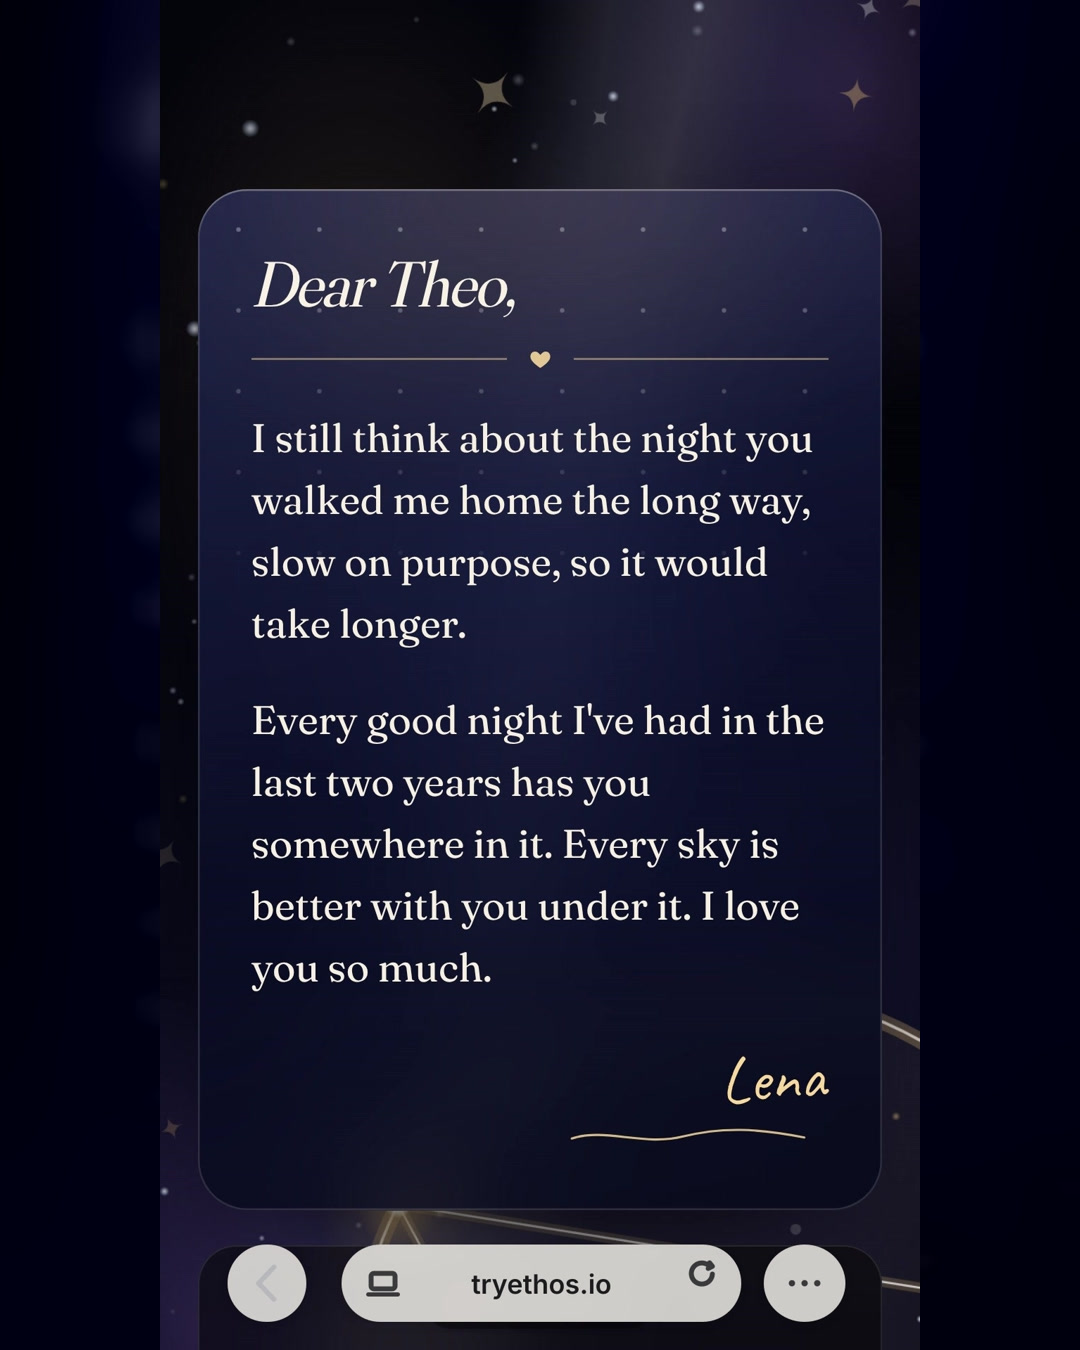 Dear Theo,
I still think about the night you
walked me home the long way,
slow on purpose, so it would
take longer.
Every good night I've had in the
last two years has you
somewhere in it. Every sky is
better with you under it. I love
you so much.
Lena
tryethos.io